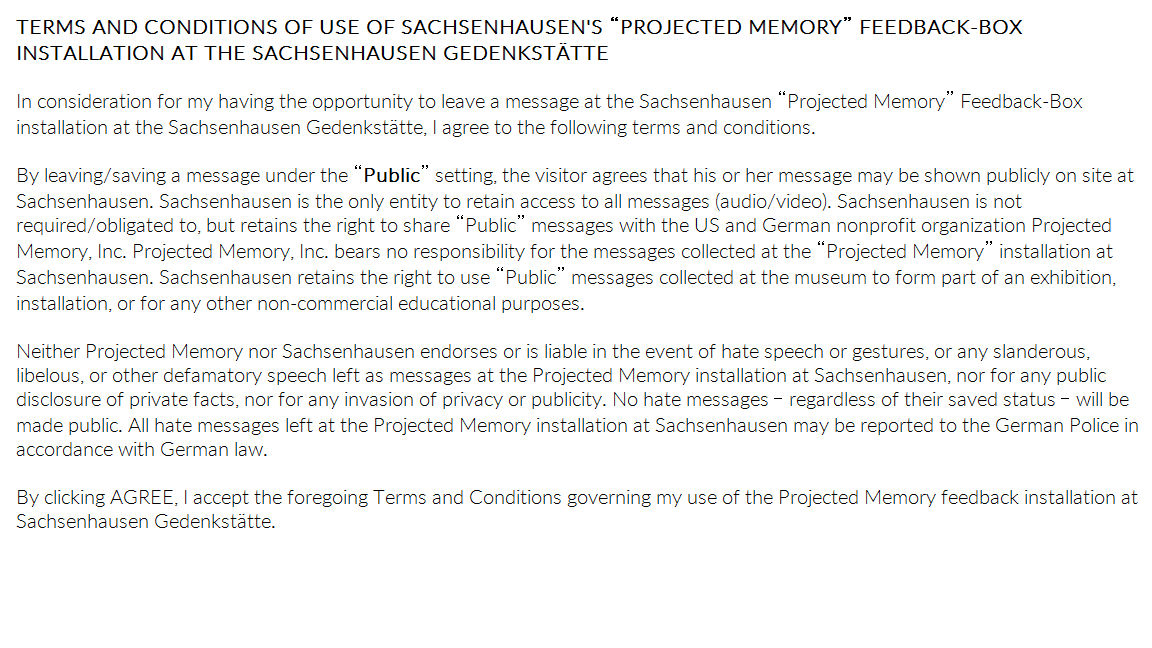 TERMS AND CONDITIONS OF USE OF SACHSENHAUSEN'S “PROJECTED MEMORY” FEEDBACK-BOX
INSTALLATION AT THE SACHSENHAUSEN GEDENKSTÄTTE
In consideration for my having the opportunity to leave a message at the Sachsenhausen “Projected Memory” Feedback-Box
installation at the Sachsenhausen Gedenkstätte, I agree to the following terms and conditions.
By leaving/saving a message under the “Public” setting, the visitor agrees that his or her message may be shown publicly on site at
Sachsenhausen. Sachsenhausen is the only entity to retain access to all messages (audio/video). Sachsenhausen is not
required/obligated to, but retains the right to share “Public” messages with the US and German nonprofit organization Projected
Memory, Inc. Projected Memory, Inc. bears no responsibility for the messages collected at the “Projected Memory” installation at
Sachsenhausen. Sachsenhausen retains the right to use “Public” messages collected at the museum to form part of an exhibition,
installation, or for any other non-commercial educational purposes.
Neither Projected Memory nor Sachsenhausen endorses or is liable in the event of hate speech or gestures, or any slanderous,
libelous, or other defamatory speech left as messages at the Projected Memory installation at Sachsenhausen, nor for any public
disclosure of private facts, nor for any invasion of privacy or publicity. No hate messages – regardless of their saved status – will be
made public. All hate messages left at the Projected Memory installation at Sachsenhausen may be reported to the German Police in
accordance with German law.
By clicking AGREE, I accept the foregoing Terms and Conditions governing my use of the Projected Memory feedback installation at
Sachsenhausen Gedenkstätte.